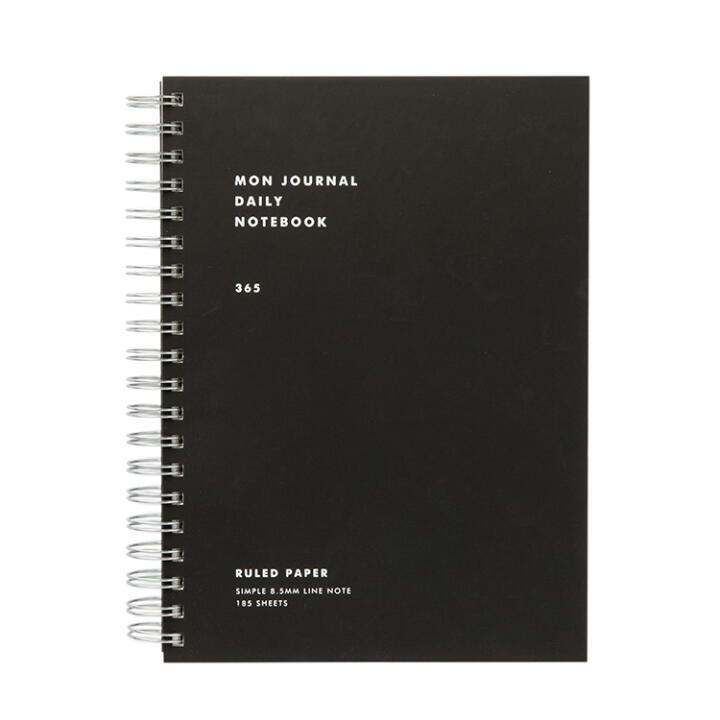 MON JOURNAL
DAILY
NOTEBOOK
365
RULED PAPER
SIMPLE 8.5MM LINE NOTE
185 SHEETS